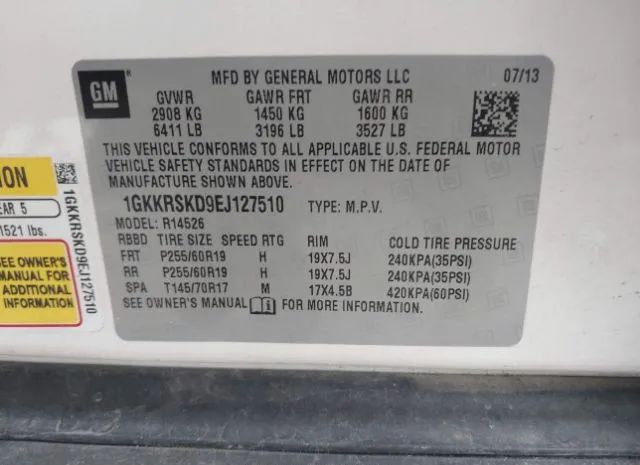 GM
MFD BY GENERAL MOTORS LLC 07/13
GVWR GAWR FRT GAWR RR
2908 KG 1450 KG 1600 KG
6411 LB 3196 LB 3527 LB
THIS VEHICLE CONFORMS TO ALL APPLICABLE U.S. FEDERAL MOTOR
VEHICLE SAFETY STANDARDS IN EFFECT ON THE DATE OF
MANUFACTURE SHOWN ABOVE.
1GKKRSKD9EJ127510 TYPE: M.P.V.
MODEL: R14526
RBBD TIRE SIZE SPEED RTG RIM COLD TIRE PRESSURE
FRT P255/60R19 H 19X7.5J 240KPA(35PSI)
RR P255/60R19 H 19X7.5J 240KPA(35PSI)
SPA T145/70R17 M 17X4.5B 420KPA(60PSI)
SEE OWNER'S MANUAL FOR MORE INFORMATION.
EAR 5
1521 lbs.
SEE OWNER'S
MANUAL FOR
ADDITIONAL
INFORMATION
1GKKRSKD9EJ127510